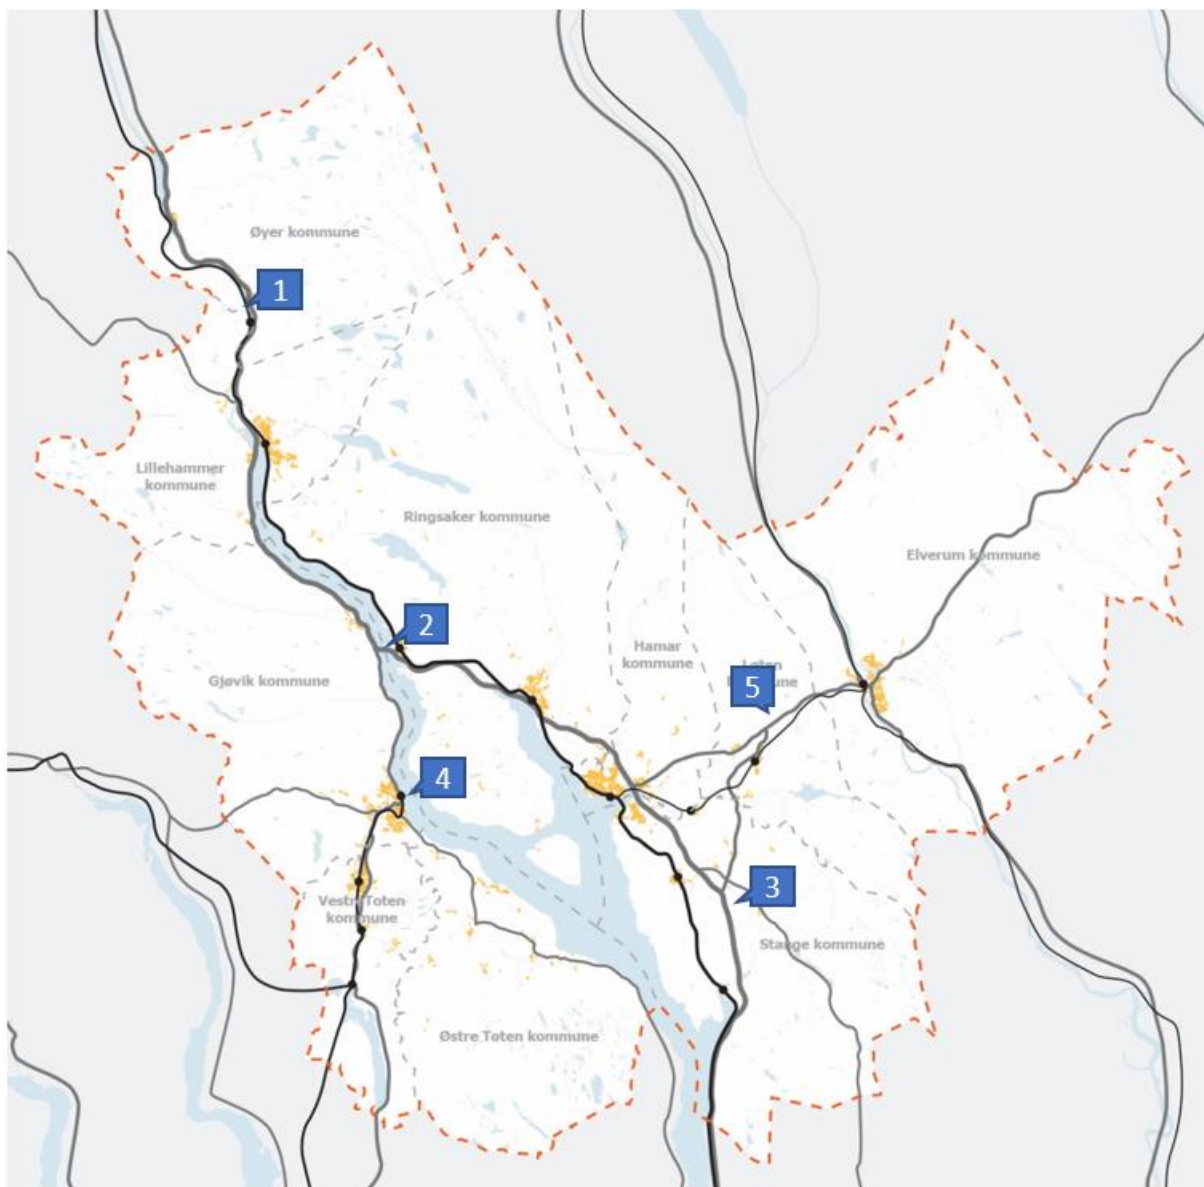 Øyer kommune
1
Lillehammer
kommune
Ringsaker kommune
Elverum kommune
2
Hamar
kommune
Gjøvik kommune
Løten
kommune
5
4
3
Vestre Toten
kommune
Stange kommune
Østre Toten kommune